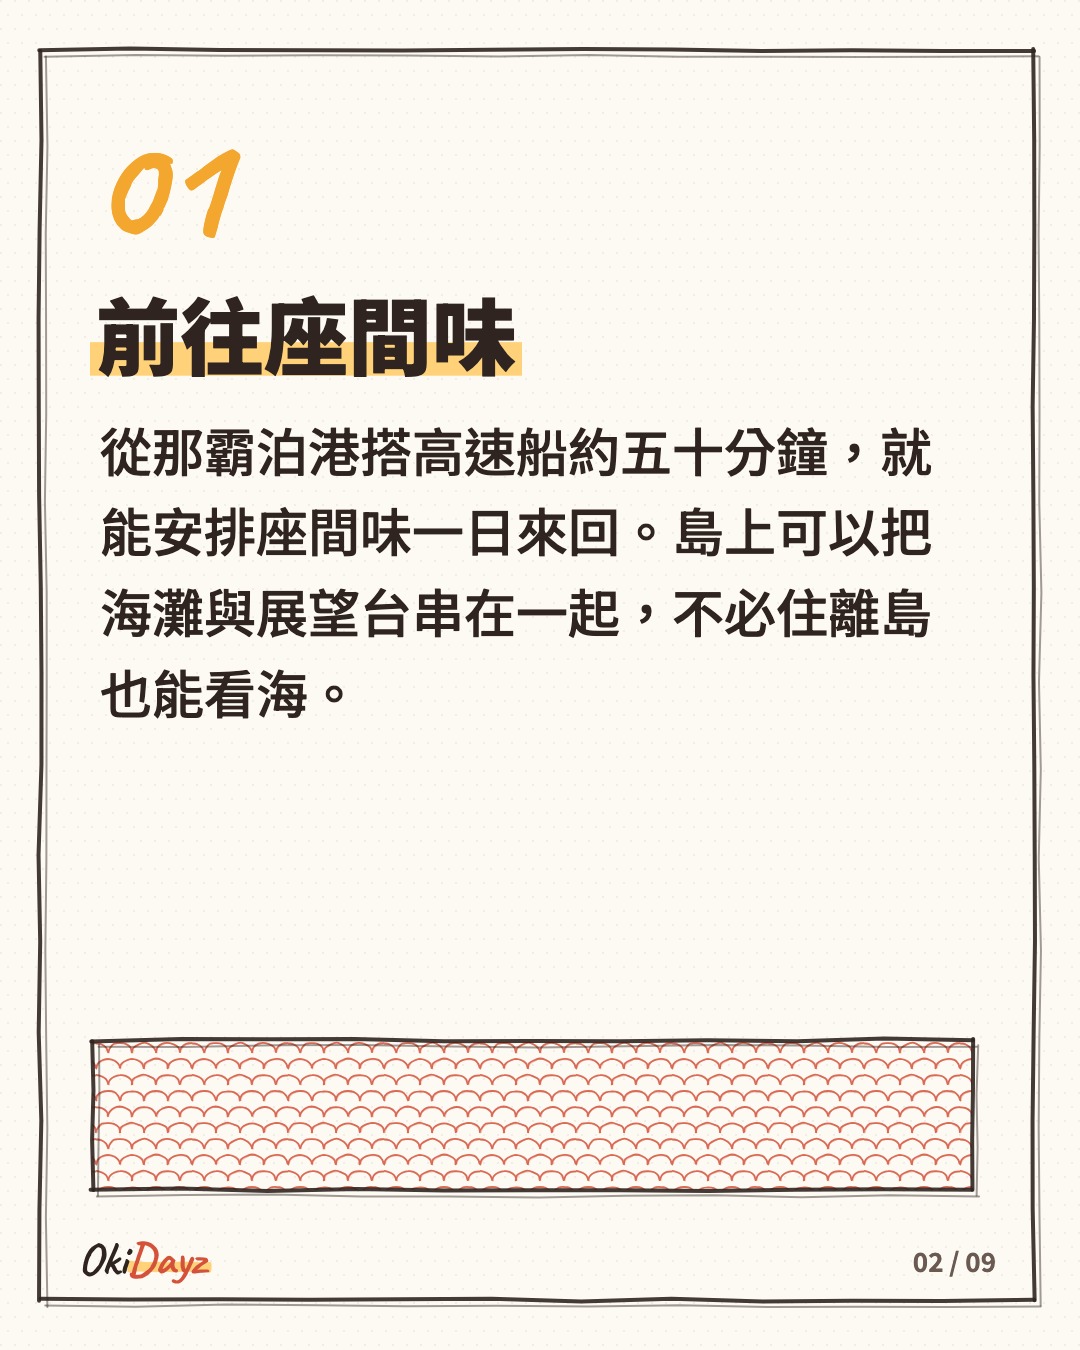 01
前往座間味
從那霸泊港搭高速船約五十分鐘，就
能安排座間味一日來回。島上可以把
海灘與展望台串在一起，不必住離島
也能看海。
OkiDayz
02 / 09